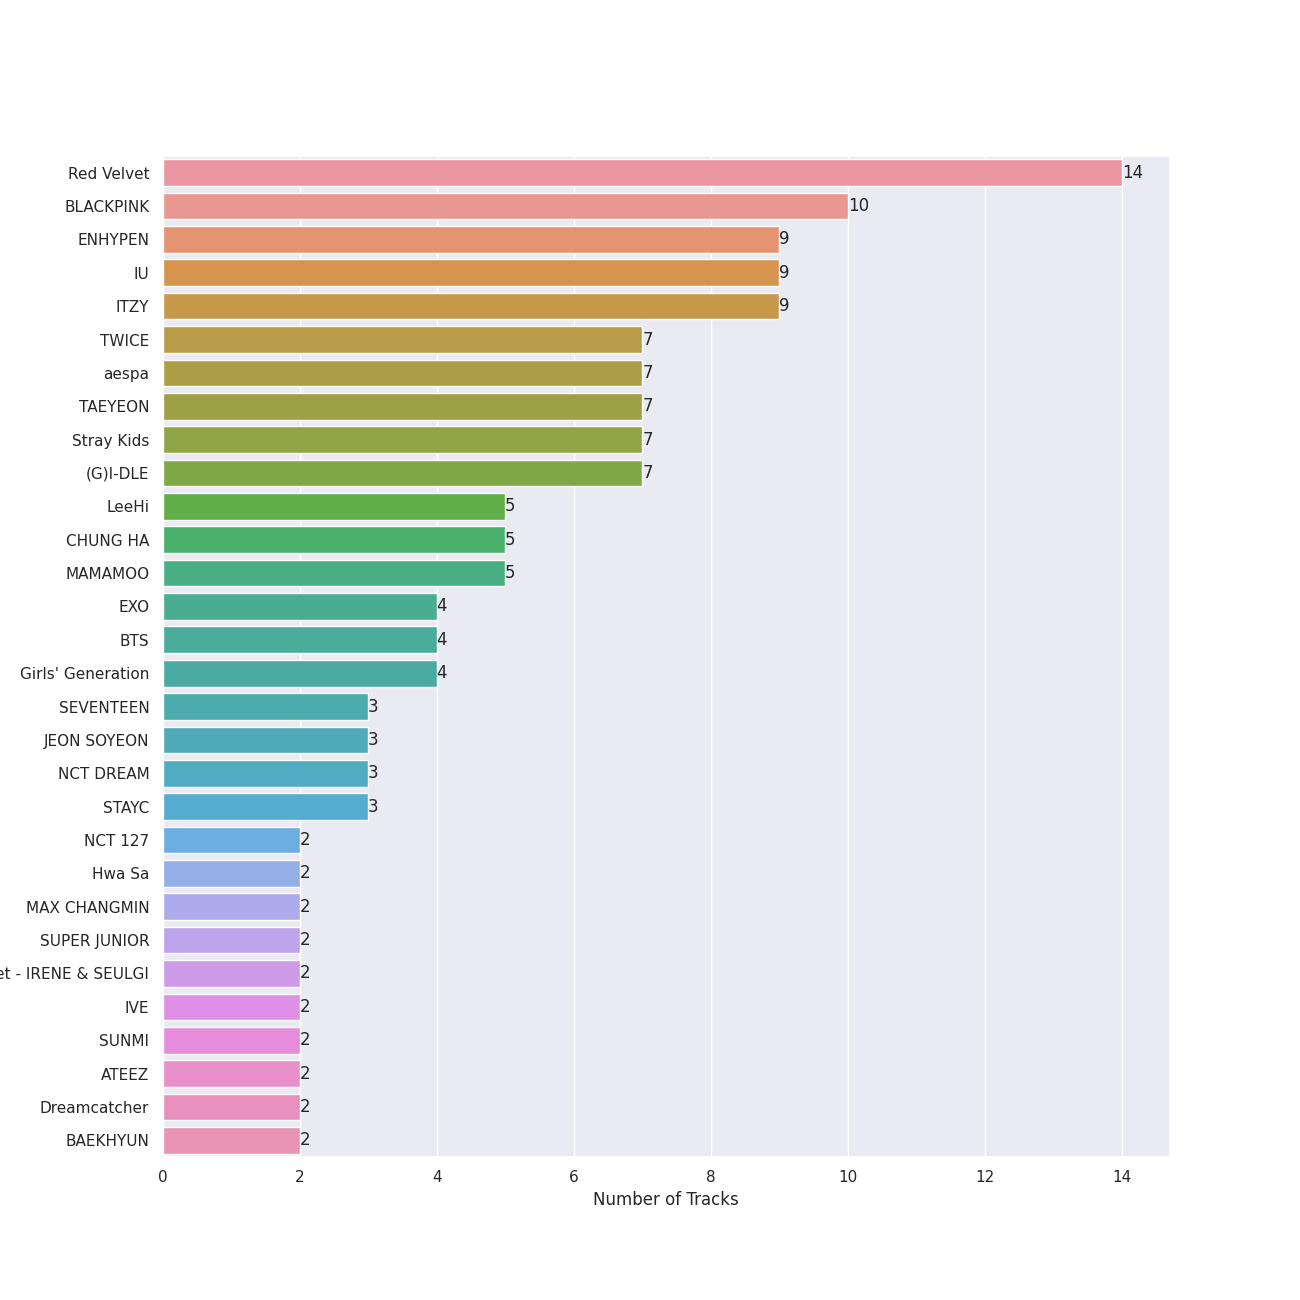 Red Velvet 14
BLACKPINK 10
ENHYPEN 9
IU 9
ITZY 9
TWICE 7
aespa 7
TAEYEON 7
Stray Kids 7
(G)I-DLE 7
LeeHi 5
CHUNG HA 5
MAMAMOO 5
EXO 4
BTS 4
Girls' Generation 4
SEVENTEEN 3
JEON SOYEON 3
NCT DREAM 3
STAYC 3
NCT 127 2
Hwa Sa 2
MAX CHANGMIN 2
SUPER JUNIOR 2
et - IRENE & SEULGI 2
IVE 2
SUNMI 2
ATEEZ 2
Dreamcatcher 2
BAEKHYUN 2
0 2 4 6 8 10 12 14
Number of Tracks